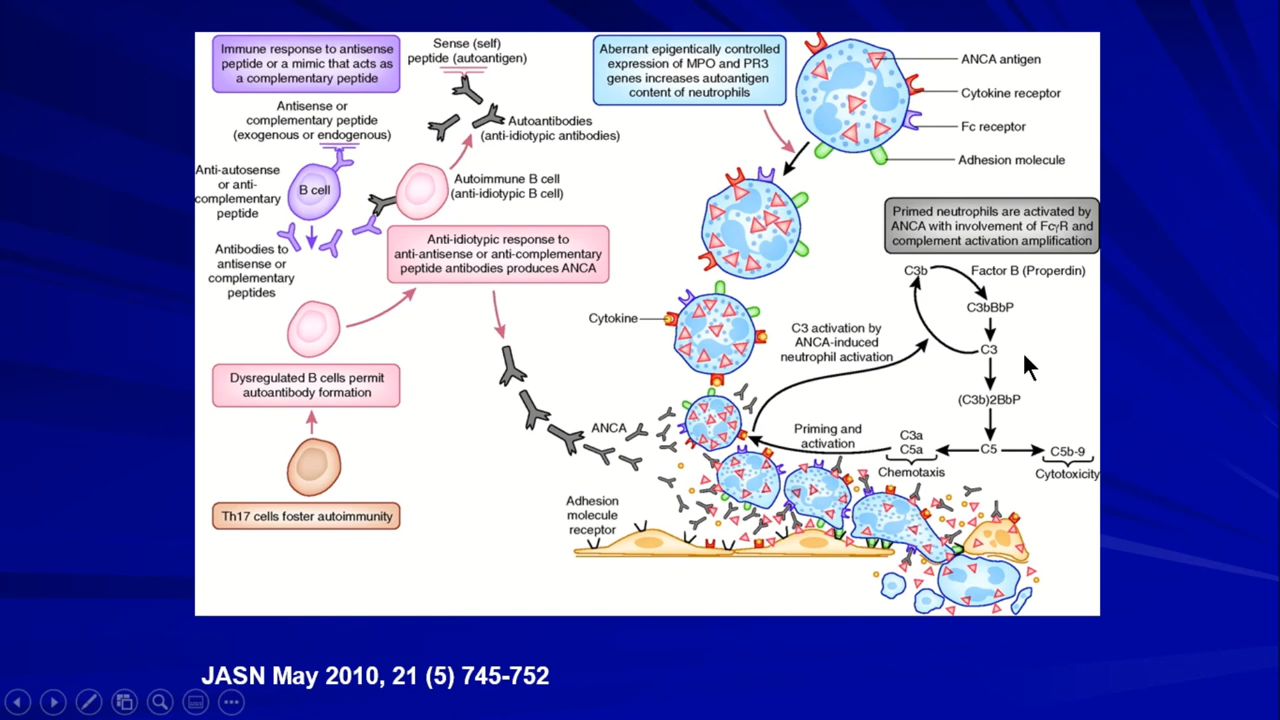 Immune response to antisense
peptide or a mimic that acts as
a complementary peptide
Sense (self)
peptide (autoantigen)
Antisense or
complementary peptide
(exogenous or endogenous)
Autoantibodies
(anti-idiotypic antibodies)
Anti-autosense
or anti-
complementary
peptide
B cell
Autoimmune B cell
(anti-idiotypic B cell)
Antibodies to
antisense or
complementary
peptides
Anti-idiotypic response to
anti-antisense or anti-complementary
peptide antibodies produces ANCA
Dysregulated B cells permit
autoantibody formation
Th17 cells foster autoimmunity
Aberrant epigentically controlled
expression of MPO and PR3
genes increases autoantigen
content of neutrophils
ANCA antigen
Cytokine receptor
Fc receptor
Adhesion molecule
Primed neutrophils are activated by
ANCA with involvement of FcγR and
complement activation amplification
Cytokine
C3 activation by
ANCA-induced
neutrophil activation
C3b
Factor B (Properdin)
C3bBbP
C3
(C3b)2BbP
ANCA
Priming and
activation
C3a
C5a
C5
C5b-9
Chemotaxis
Cytotoxicity
Adhesion
molecule
receptor
JASN May 2010, 21 (5) 745-752